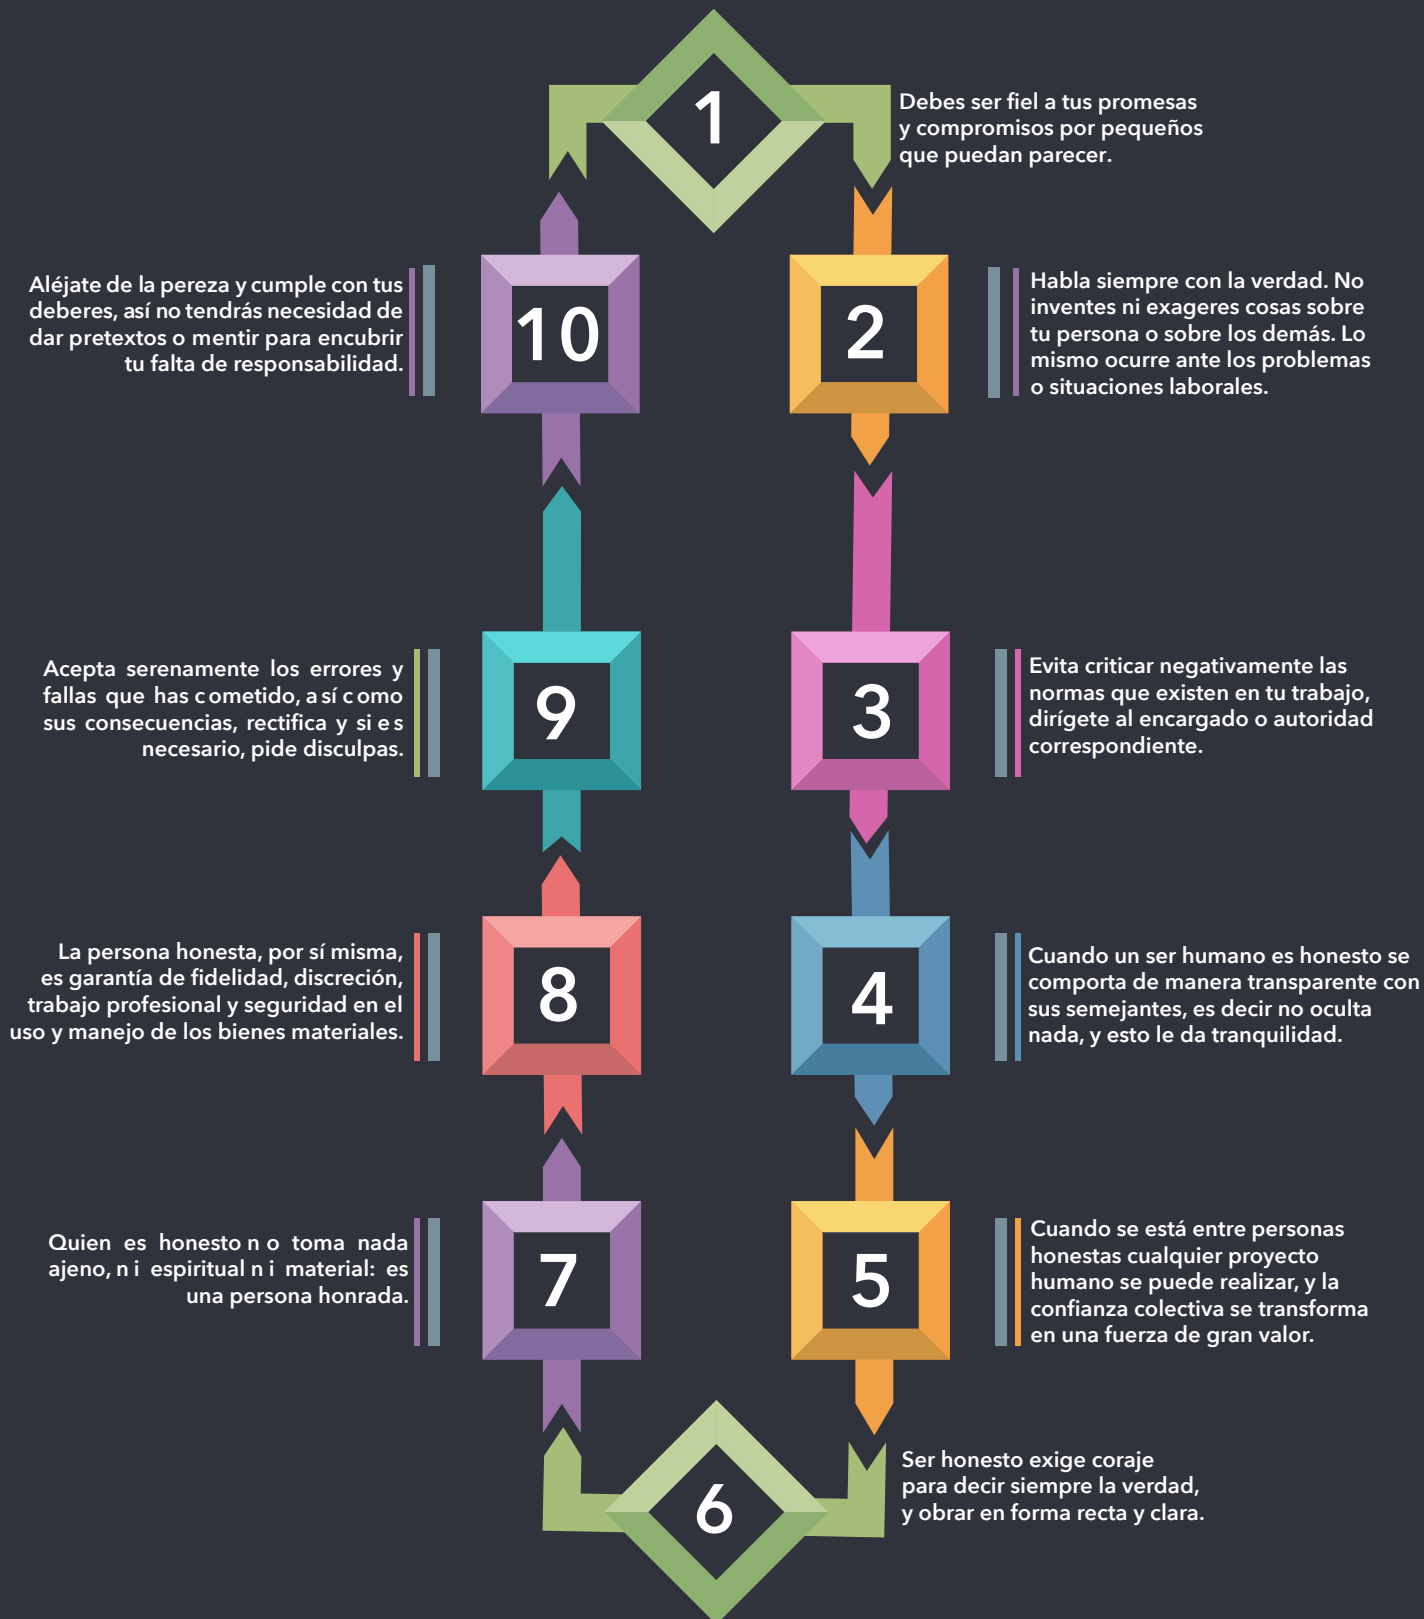 1
Debes ser fiel a tus promesas
y compromisos por pequeños
que puedan parecer.
2
Habla siempre con la verdad. No
inventes ni exageres cosas sobre
tu persona o sobre los demás. Lo
mismo ocurre ante los problemas
o situaciones laborales.
3
Evita criticar negativamente las
normas que existen en tu trabajo,
dirígete al encargado o autoridad
correspondiente.
4
Cuando un ser humano es honesto se
comporta de manera transparente con
sus semejantes, es decir no oculta
nada, y esto le da tranquilidad.
5
Cuando se está entre personas
honestas cualquier proyecto
humano se puede realizar, y la
confianza colectiva se transforma
en una fuerza de gran valor.
6
Ser honesto exige coraje
para decir siempre la verdad,
y obrar en forma recta y clara.
7
Quien es honesto no toma nada
ajeno, ni espiritual ni material: es
una persona honrada.
8
La persona honesta, por sí misma,
es garantía de fidelidad, discreción,
trabajo profesional y seguridad en el
uso y manejo de los bienes materiales.
9
Acepta serenamente los errores y
fallas que has cometido, así como
sus consecuencias, rectifica y si es
necesario, pide disculpas.
10
Aléjate de la pereza y cumple con tus
deberes, así no tendrás necesidad de
dar pretextos o mentir para encubrir
tu falta de responsabilidad.